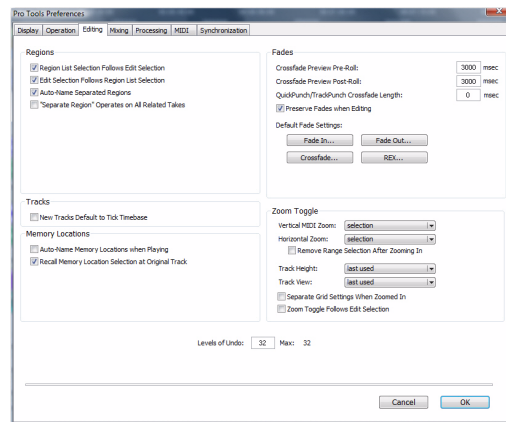 Pro Tools Preferences
Display Operation Editing Mixing Processing MIDI Synchronization
Regions
Region List Selection Follows Edit Selection
Edit Selection Follows Region List Selection
Auto-Name Separated Regions
"Separate Region" Operates on All Related Takes
Fades
Crossfade Preview Pre-Roll: 3000 msec
Crossfade Preview Post-Roll: 3000 msec
QuickPunch/TrackPunch Crossfade Length: 0 msec
Preserve Fades when Editing
Default Fade Settings:
Fade In... Fade Out...
Crossfade... REX...
Tracks
New Tracks Default to Tick Timebase
Memory Locations
Auto-Name Memory Locations when Playing
Recall Memory Location Selection at Original Track
Zoom Toggle
Vertical MIDI Zoom: selection
Horizontal Zoom: selection
Remove Range Selection After Zooming In
Track Height: last used
Track View: last used
Separate Grid Settings When Zoomed In
Zoom Toggle Follows Edit Selection
Levels of Undo: 32 Max: 32
Cancel OK